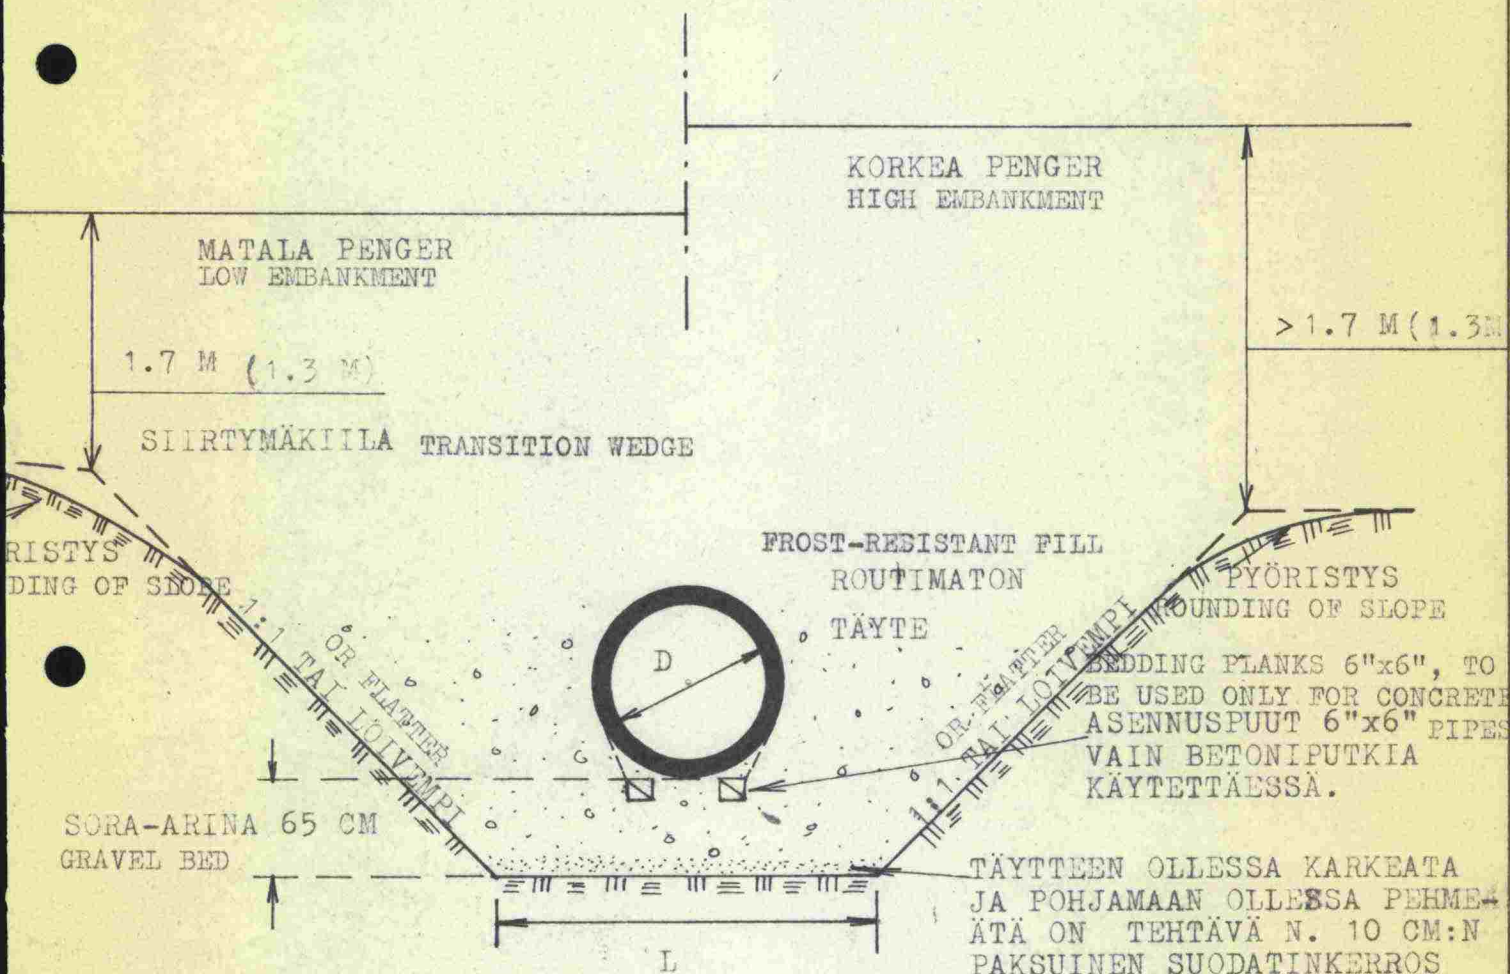 KORKEA PENGER
HIGH EMBANKMENT
MATALA PENGER
LOW EMBANKMENT
>1.7 M (1.3M
1.7 M (1.3 M)
SIIRTYMÄKIILA TRANSITION WEDGE
RISTYS
DING OF SLOPE
FROST-RESISTANT FILL
ROUTIMATON
TÄYTE
PYÖRISTYS
ROUNDING OF SLOPE
1:1 TAI LOIVEMPI
OR FLATTER
D
OR FLATTER
1:1 TAI LOIVEMPI
BEDDING PLANKS 6"x6", TO
BE USED ONLY FOR CONCRETE
PIPES
ASENNUSPUUT 6"x6"
VAIN BETONIPUTKIA
KÄYTETTÄESSÄ.
SORA-ARINA 65 CM
GRAVEL BED
TÄYTTEEN OLLESSA KARKEATA
JA POHJAMAAN OLLESSA PEHME-
ÄTÄ ON TEHTÄVÄ N. 10 CM:N
PAKSUINEN SUODATINKERROS
L